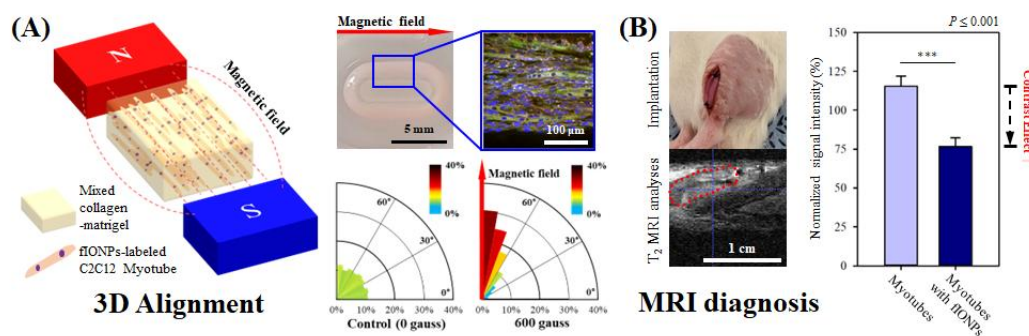 (A)
N
Magnetic field
S
Mixed
collagen
-matrigel
fIONPs-labeled
C2C12 Myotube
3D Alignment
Magnetic field
5 mm
100 µm
40%
0%
60°
30°
0°
0% 10% 20% 30% 40%
Control (0 gauss)
40%
0%
Magnetic field
60°
30°
0°
0% 10% 20% 30% 40%
600 gauss
(B)
Implantation
T2 MRI analyses
1 cm
MRI diagnosis
P ≤ 0.001
Normalized signal intensity (%)
150
125
100
75
50
25
0
***
Myotubes
Myotubes
with fIONPs